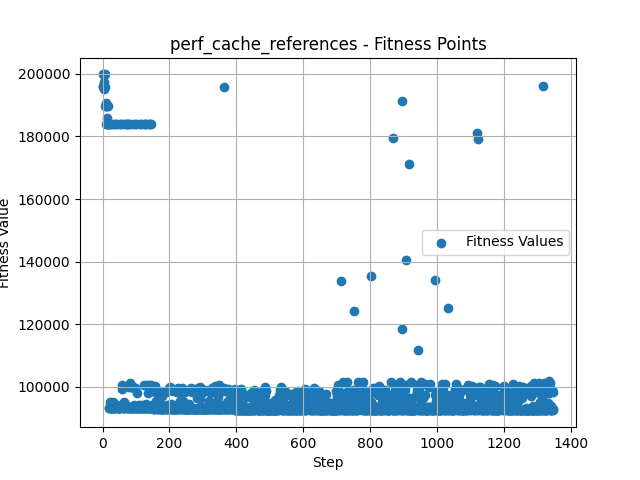 perf_cache_references - Fitness Points
Fitness Value
200000
180000
160000
140000
120000
100000
Fitness Values
0 200 400 600 800 1000 1200 1400
Step